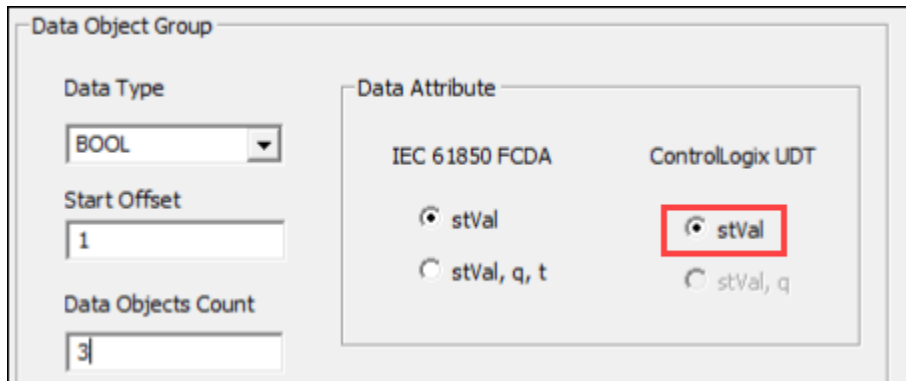 Data Object Group
Data Type
BOOL
Start Offset
1
Data Objects Count
3
Data Attribute
IEC 61850 FCDA
stVal
stVal, q, t
ControlLogix UDT
stVal
stVal, q